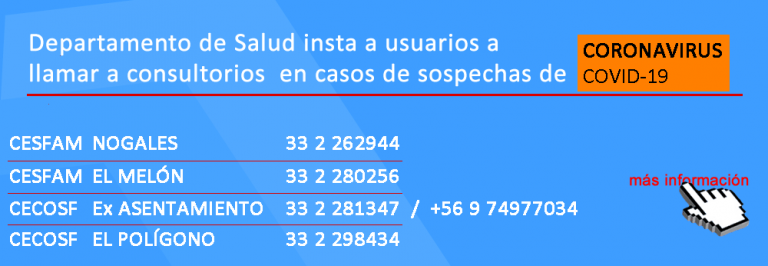 Departamento de Salud insta a usuarios a
llamar a consultorios en casos de sospechas de
CORONAVIRUS
COVID-19
CESFAM NOGALES 33 2 262944
CESFAM EL MELÓN 33 2 280256
CECOSF Ex ASENTAMIENTO 33 2 281347 / +56 9 74977034
CECOSF EL POLÍGONO 33 2 298434
más información